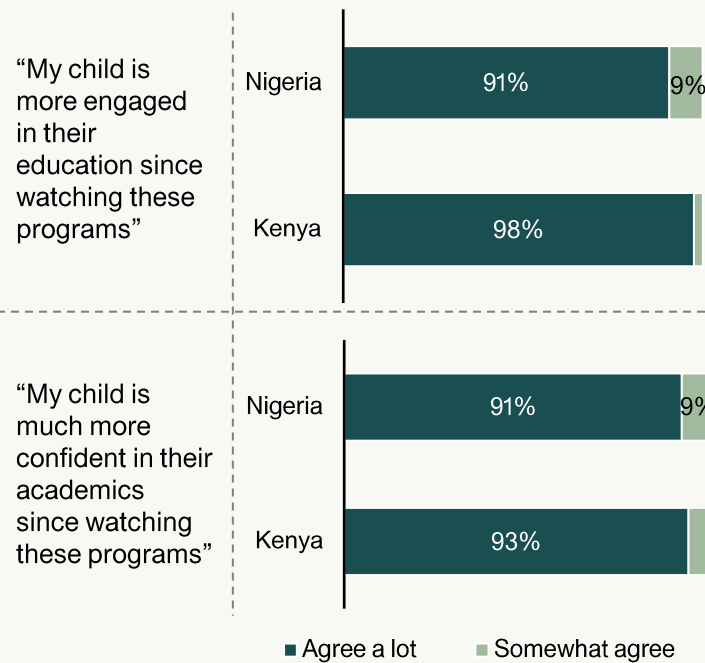 “My child is
more engaged
in their
education since
watching these
programs”
Nigeria
91%
9%
Kenya
98%
“My child is
much more
confident in their
academics
since watching
these programs”
Nigeria
91%
9%
Kenya
93%
Agree a lot
Somewhat agree